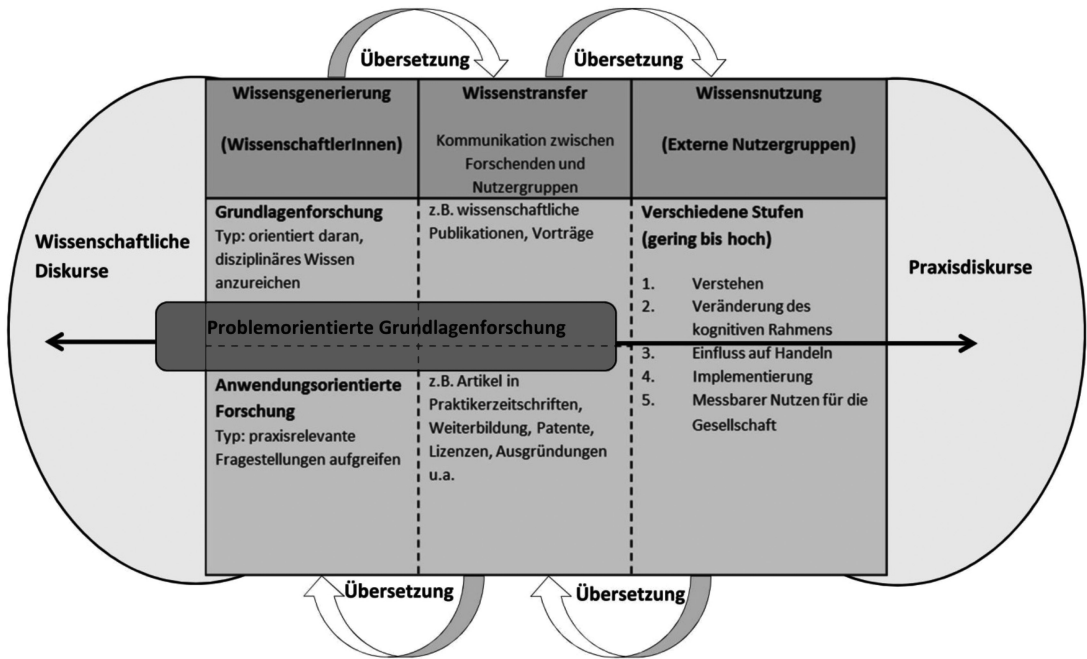 Übersetzung
Übersetzung
Wissensgenerierung
(WissenschaftlerInnen)
Wissenstransfer
Kommunikation zwischen
Forschenden und
Nutzergruppen
Wissensnutzung
(Externe Nutzergruppen)
Wissenschaftliche
Diskurse
Grundlagenforschung
Typ: orientiert daran,
disziplinäres Wissen
anzureichen
z.B. wissenschaftliche
Publikationen, Vorträge
Problemorientierte Grundlagenforschung
Anwendungsorientierte
Forschung
Typ: praxisrelevante
Fragestellungen aufgreifen
z.B. Artikel in
Praktikerzeitschriften,
Weiterbildung, Patente,
Lizenzen, Ausgründungen
u.a.
Verschiedene Stufen
(gering bis hoch)
1. Verstehen
2. Veränderung des
kognitiven Rahmens
3. Einfluss auf Handeln
4. Implementierung
5. Messbarer Nutzen für die
Gesellschaft
Praxisdiskurse
Übersetzung
Übersetzung